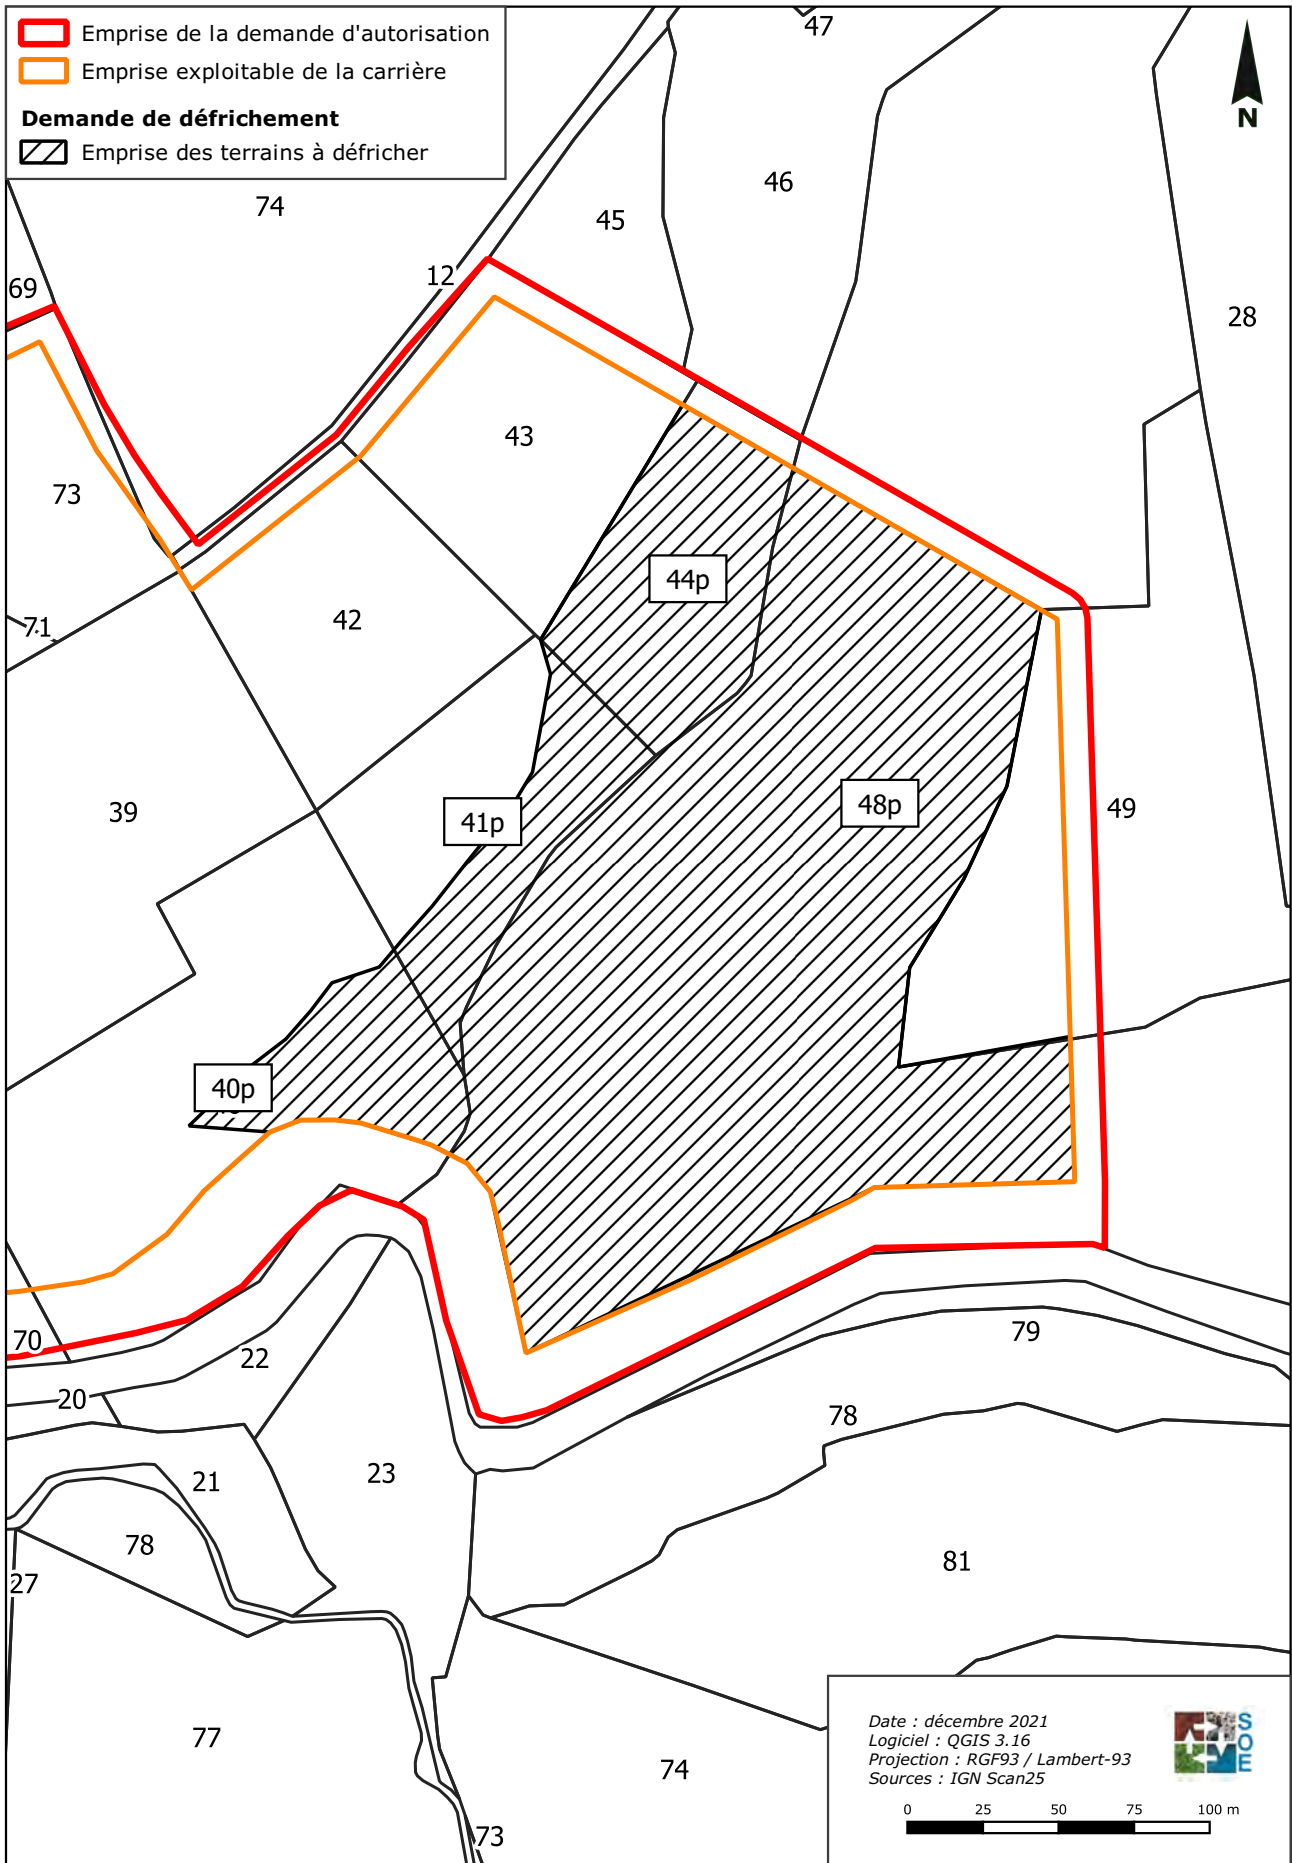 Emprise de la demande d'autorisation
Emprise exploitable de la carrière
Demande de défrichement
Emprise des terrains à défricher
N
47
46
74
45
12
69
28
43
73
44p
42
71
48p
49
39
41p
40p
70
79
22
20
78
23
21
78
81
27
77
74
73
Date : décembre 2021
Logiciel : QGIS 3.16
Projection : RGF93 / Lambert-93
Sources : IGN Scan25
SOE
0 25 50 75 100 m